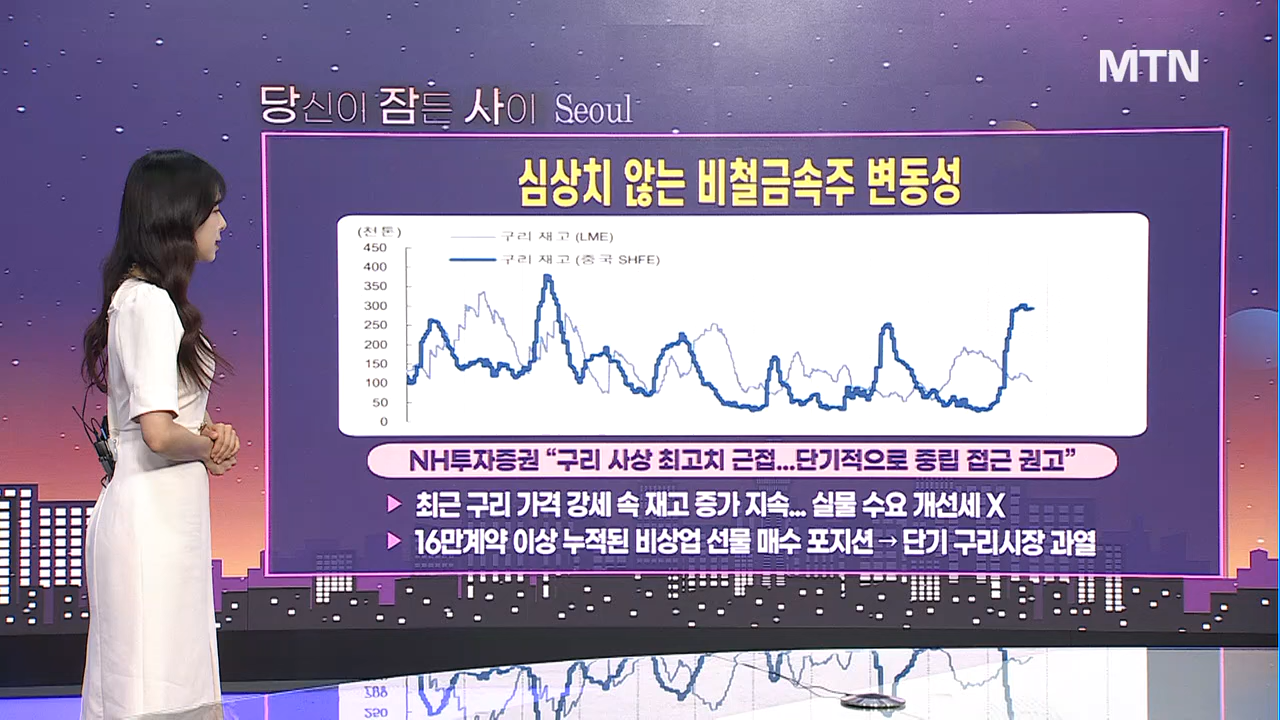 MTN
당신이 잠든 사이 Seoul
심상치 않는 비철금속주 변동성
(천톤)
구리 재고 (LME)
구리 재고 (중국 SHFE)
450
400
350
300
250
200
150
100
50
0
NH투자증권 “구리 사상 최고치 근접...단기적으로 중립 접근 권고”
▶ 최근 구리 가격 강세 속 재고 증가 지속... 실물 수요 개선세 X
▶ 16만계약 이상 누적된 비상업 선물 매수 포지션 → 단기 구리시장 과열